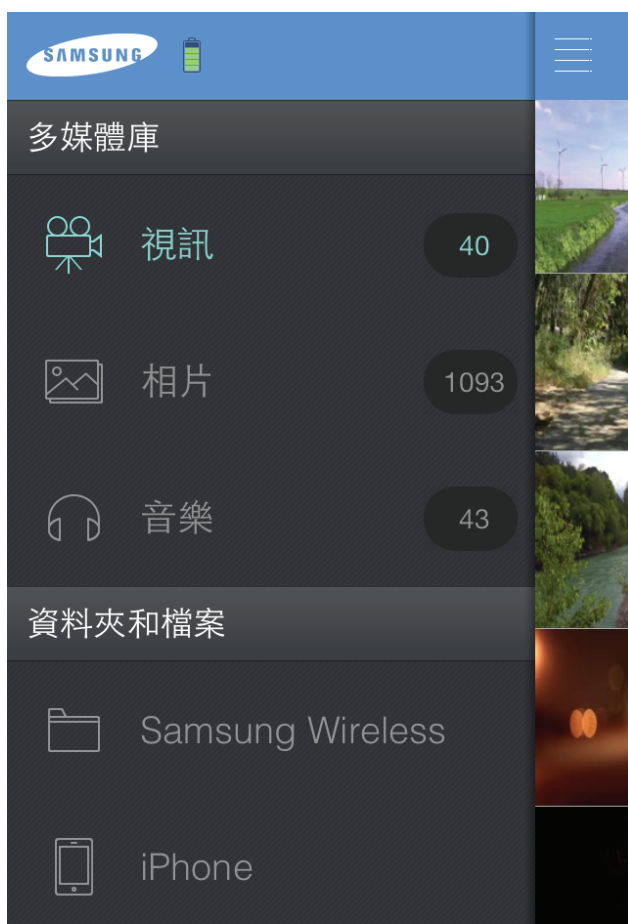 SAMSUNG
多媒體庫
視訊 40
相片 1093
音樂 43
資料夾和檔案
Samsung Wireless
iPhone